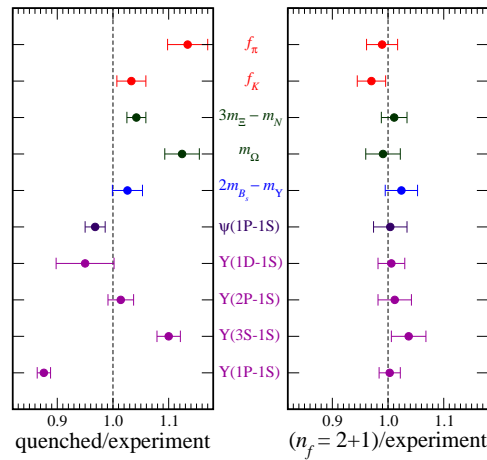 f_π
f_K
3m_Ξ − m_N
m_Ω
2m_{B_s} − m_Υ
ψ(1P-1S)
Υ(1D-1S)
Υ(2P-1S)
Υ(3S-1S)
Υ(1P-1S)
0.9 1.0 1.1 0.9 1.0 1.1
quenched/experiment (n_f = 2+1)/experiment